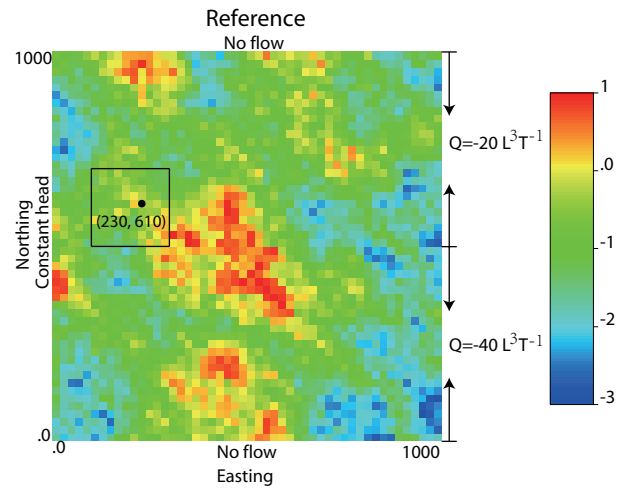 Reference
No flow
1000
Q=-20 L³T⁻¹
(230, 610)
Northing
Constant head
Q=-40 L³T⁻¹
.0
.0
No flow
1000
Easting
1
.0
-1
-2
-3